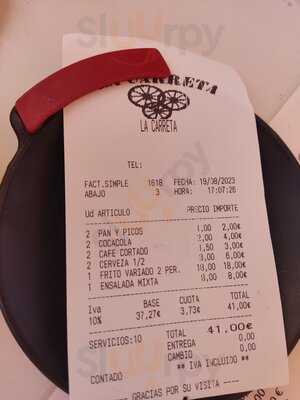 Sluurpy
LA CARRETA
LA CARRETA
TEL:
FACT.SIMPLE 1618 FECHA: 19/08/2023
ABAJO 3 HORA: 17:07:26
Ud ARTICULO PRECIO IMPORTE
2 PAN Y PICOS 1,00 2,00€
2 COCACOLA 2,00 4,00€
2 CAFE CORTADO 1,50 3,00€
2 CERVEZA 1/2 3,00 6,00€
1 FRITO VARIADO 2 PER. 18,00 18,00€
1 ENSALADA MIXTA 8,00 8,00€
Iva BASE CUOTA TOTAL
10% 37,27€ 3,73€ 41,00€
SERVICIOS:10 TOTAL 41,00€
ENTREGA 0,00
CAMBIO 0,00
** IVA INCLUIDO **
CONTADO
---- GRACIAS POR SU VISITA ----